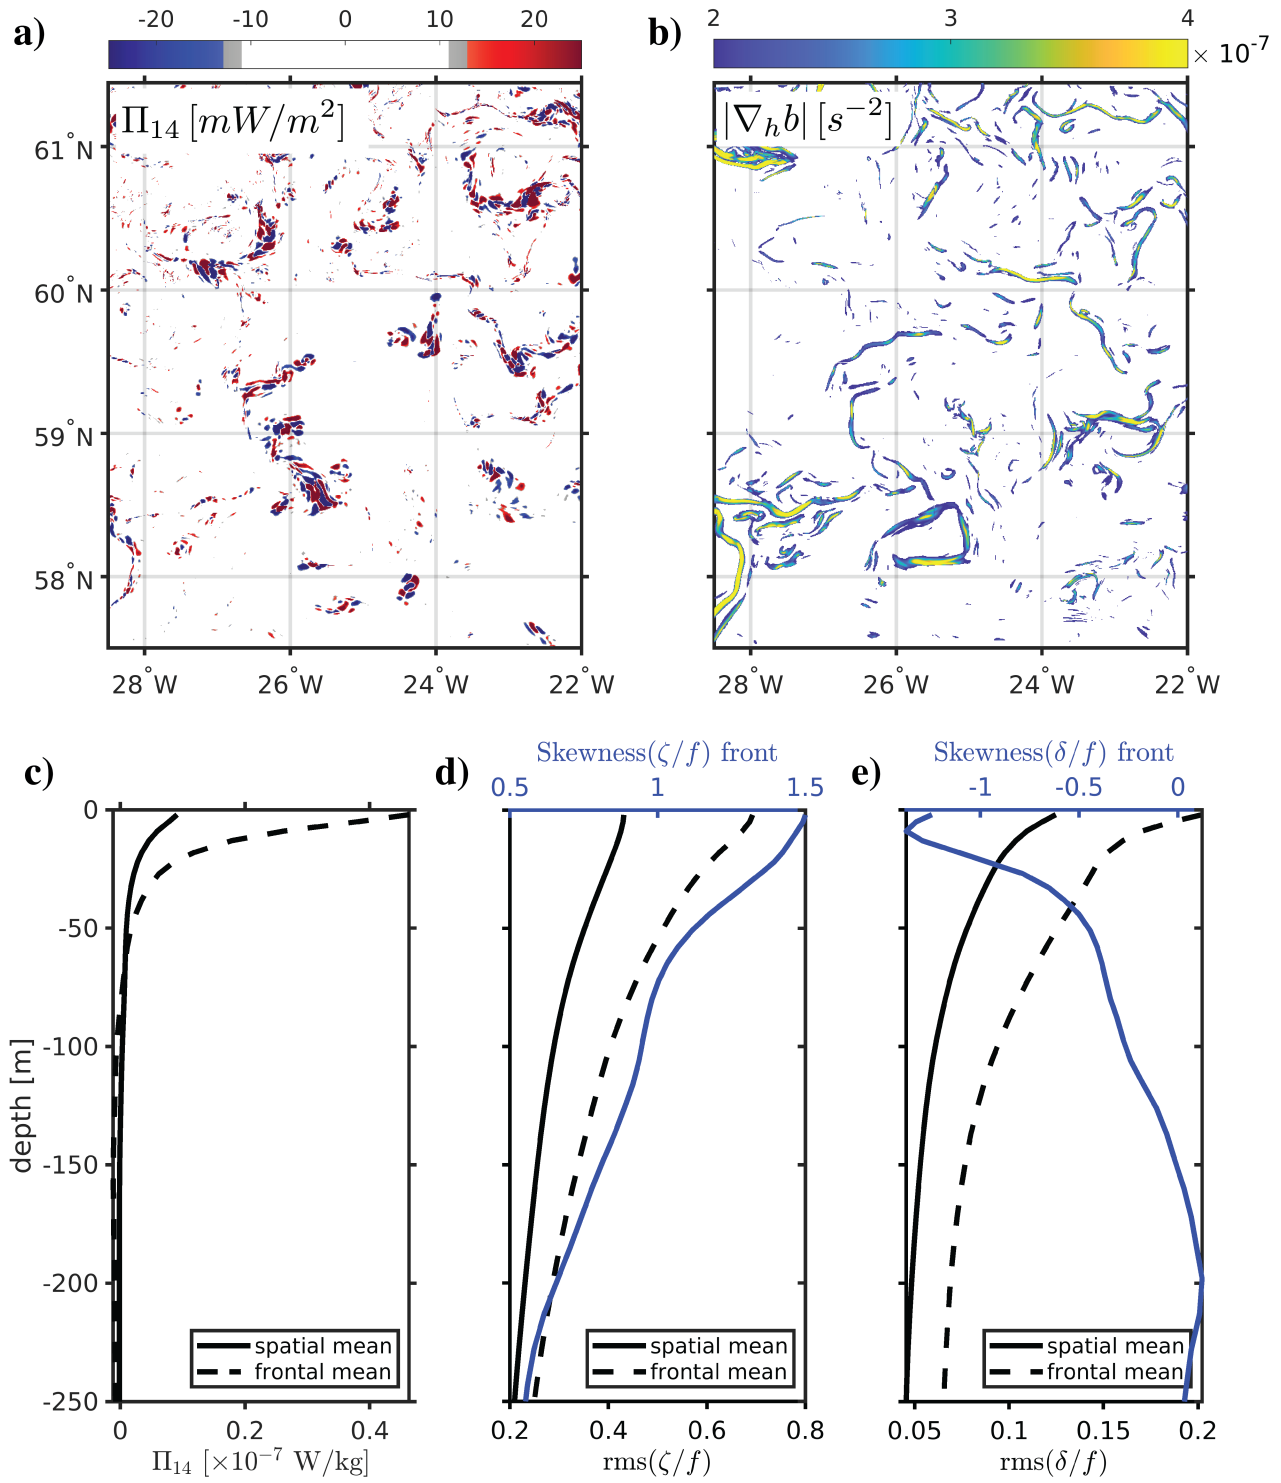 a)
-20 -10 0 10 20
b)
2 3 4
× 10⁻⁷
Π₁₄ [mW/m²]
|∇ₕb| [s⁻²]
61°N
60°N
59°N
58°N
28°W 26°W 24°W 22°W
28°W 26°W 24°W 22°W
c)
d)
Skewness(ζ/f) front
0.5 1 1.5
e)
Skewness(δ/f) front
-1 -0.5 0
0
-50
-100
-150
-200
-250
depth [m]
spatial mean
frontal mean
spatial mean
frontal mean
spatial mean
frontal mean
0 0.2 0.4
Π₁₄ [×10⁻⁷ W/kg]
0.2 0.4 0.6 0.8
rms(ζ/f)
0.05 0.1 0.15 0.2
rms(δ/f)